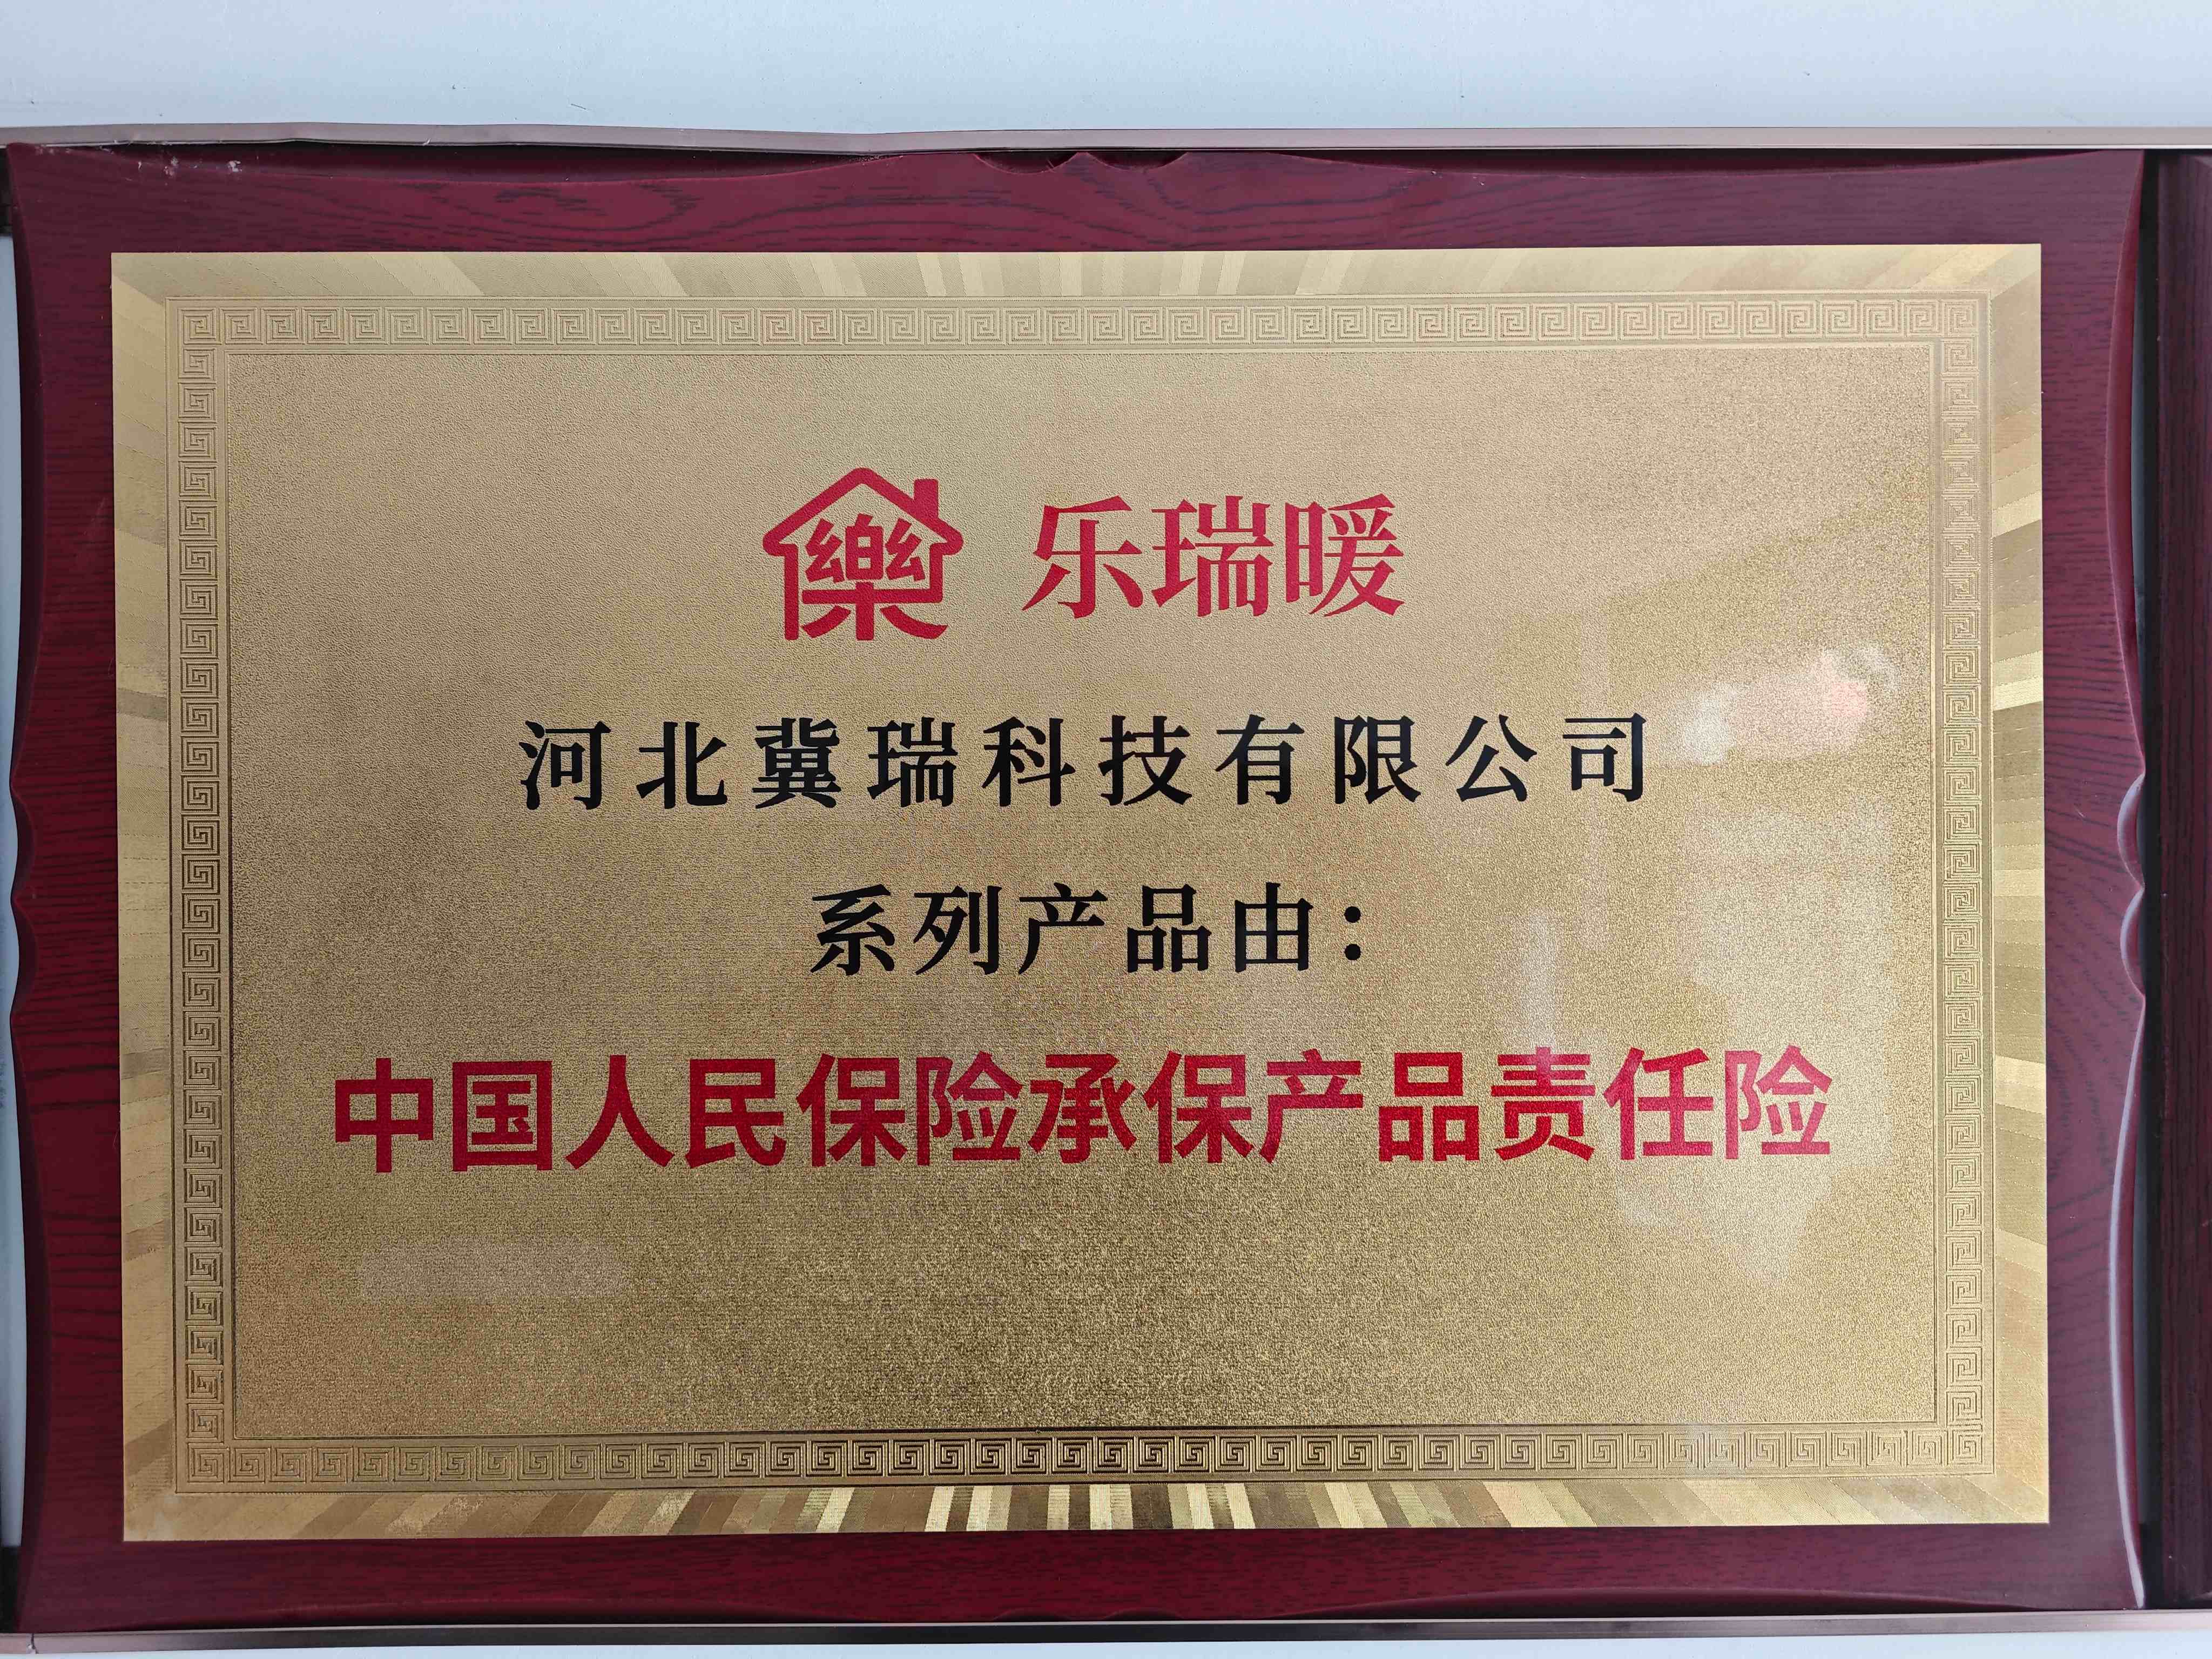 樂 乐瑞暖
河北冀瑞科技有限公司
系列产品由：
中国人民保险承保产品责任险